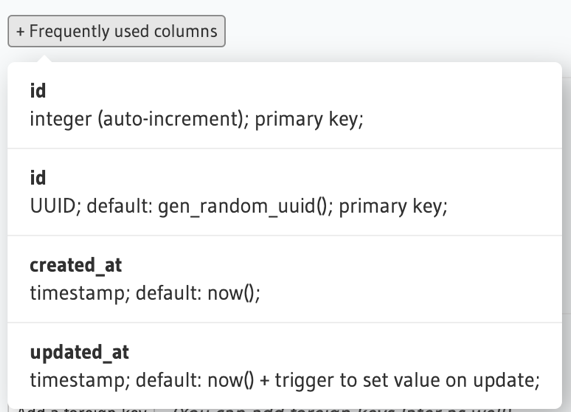 + Frequently used columns
id
integer (auto-increment); primary key;
id
UUID; default: gen_random_uuid(); primary key;
created_at
timestamp; default: now();
updated_at
timestamp; default: now() + trigger to set value on update;